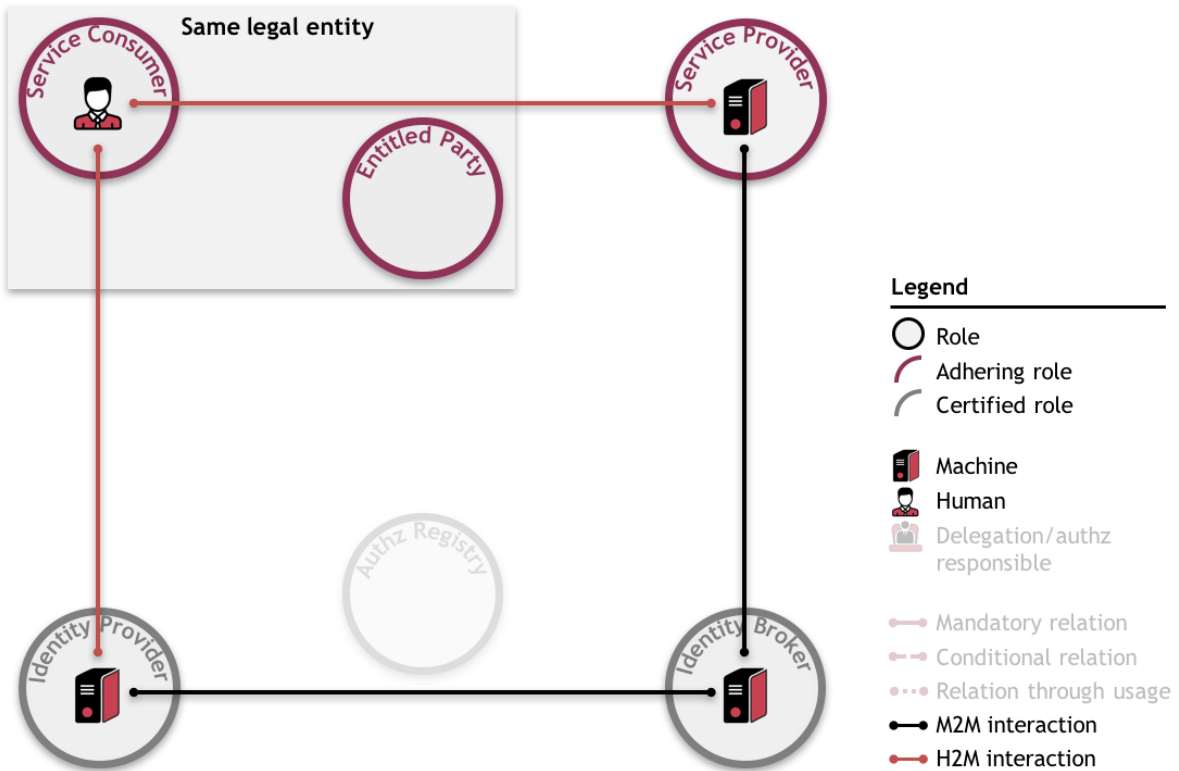 Same legal entity
Service Consumer
Service Provider
Entitled Party
Legend
Role
Adhering role
Certified role
Machine
Human
Delegation/authz
responsible
Authz Registry
Identity Provider
Identity Broker
Mandatory relation
Conditional relation
Relation through usage
M2M interaction
H2M interaction